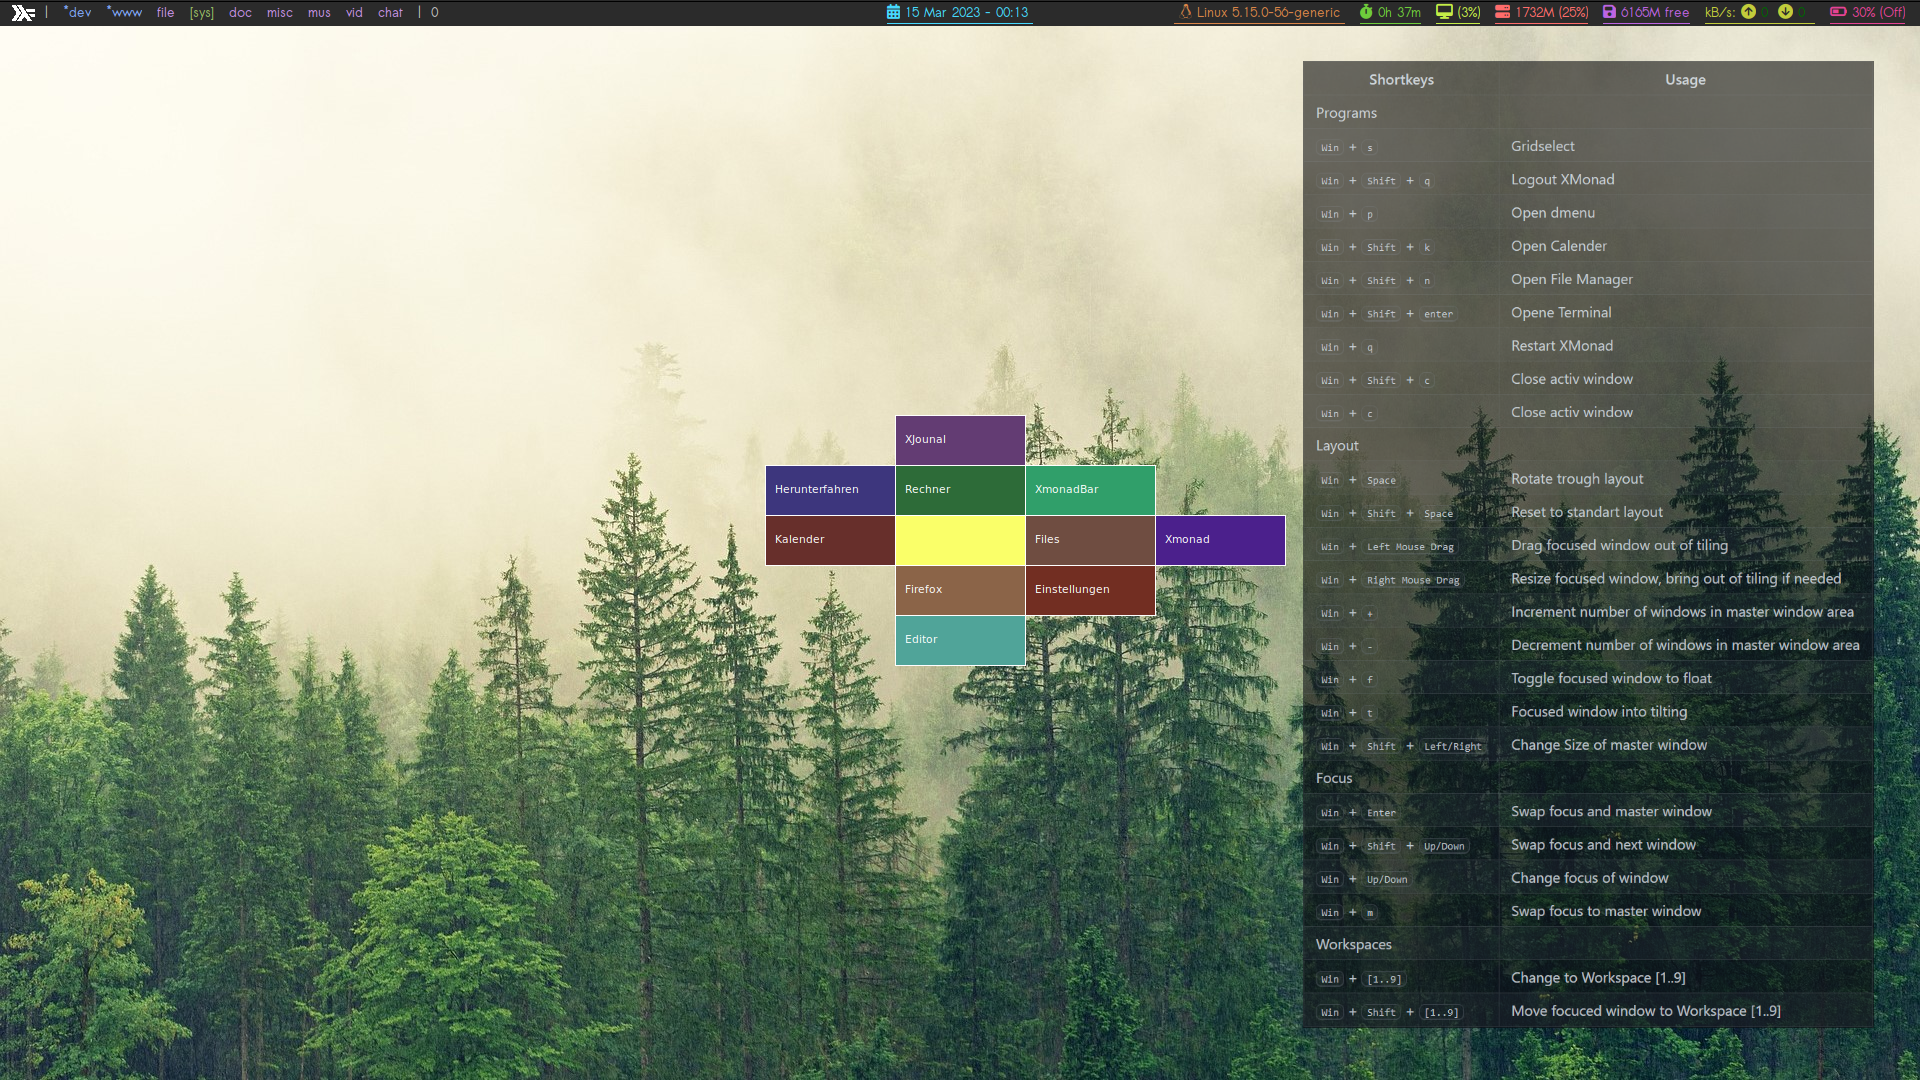 | *dev *www file [sys] doc misc mus vid chat | 0
15 Mar 2023 - 00:13
Linux 5.15.0-56-generic 0h 37m (3%) 1732M (25%) 6165M free kB/s: 0 0 30% (Off)
XJounal
Herunterfahren Rechner XmonadBar
Kalender Files Xmonad
Firefox Einstellungen
Editor
Shortkeys Usage
Programs
Win + s Gridselect
Win + Shift + q Logout XMonad
Win + p Open dmenu
Win + Shift + k Open Calender
Win + Shift + n Open File Manager
Win + Shift + enter Opene Terminal
Win + q Restart XMonad
Win + Shift + c Close activ window
Win + c Close activ window
Layout
Win + Space Rotate trough layout
Win + Shift + Space Reset to standart layout
Win + Left Mouse Drag Drag focused window out of tiling
Win + Right Mouse Drag Resize focused window, bring out of tiling if needed
Win + + Increment number of windows in master window area
Win + - Decrement number of windows in master window area
Win + f Toggle focused window to float
Win + t Focused window into tilting
Win + Shift + Left/Right Change Size of master window
Focus
Win + Enter Swap focus and master window
Win + Shift + Up/Down Swap focus and next window
Win + Up/Down Change focus of window
Win + m Swap focus to master window
Workspaces
Win + [1..9] Change to Workspace [1..9]
Win + Shift + [1..9] Move focuced window to Workspace [1..9]